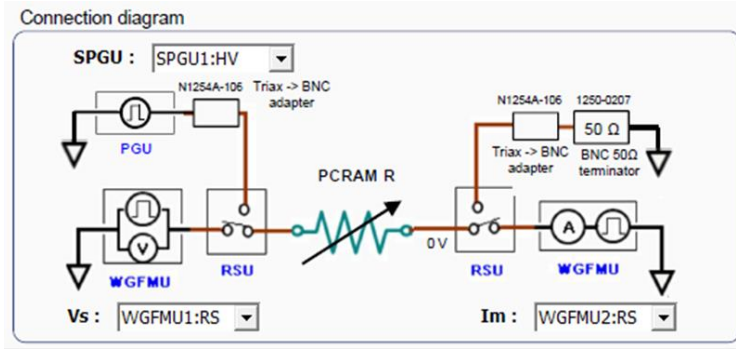 Connection diagram
SPGU : SPGU1:HV
N1254A-106 Triax -> BNC
adapter
PGU
N1254A-106 1250-0207
50 Ω
Triax -> BNC
adapter
BNC 50Ω
terminator
PCRAM R
V
0 V
A
WGFMU
RSU
RSU
WGFMU
Vs : WGFMU1:RS
Im : WGFMU2:RS